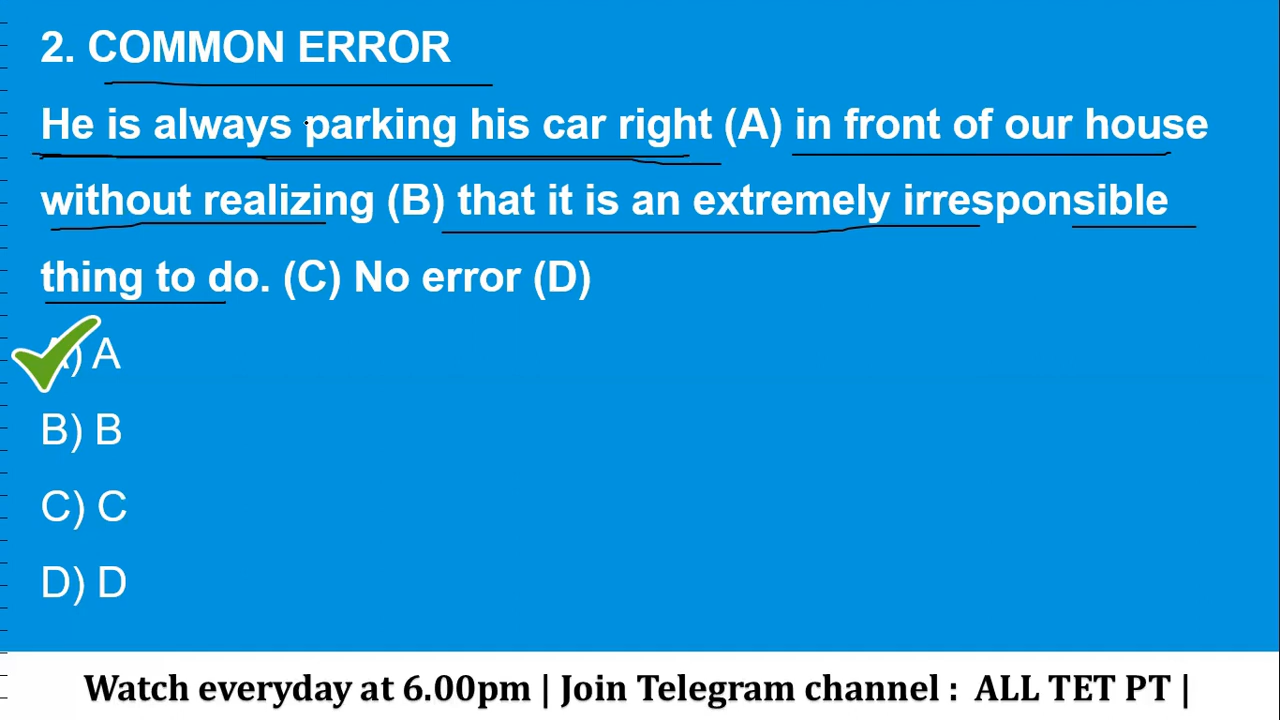 2. COMMON ERROR
He is always parking his car right (A) in front of our house
without realizing (B) that it is an extremely irresponsible
thing to do. (C) No error (D)
A) A
B) B
C) C
D) D
Watch everyday at 6.00pm | Join Telegram channel : ALL TET PT |